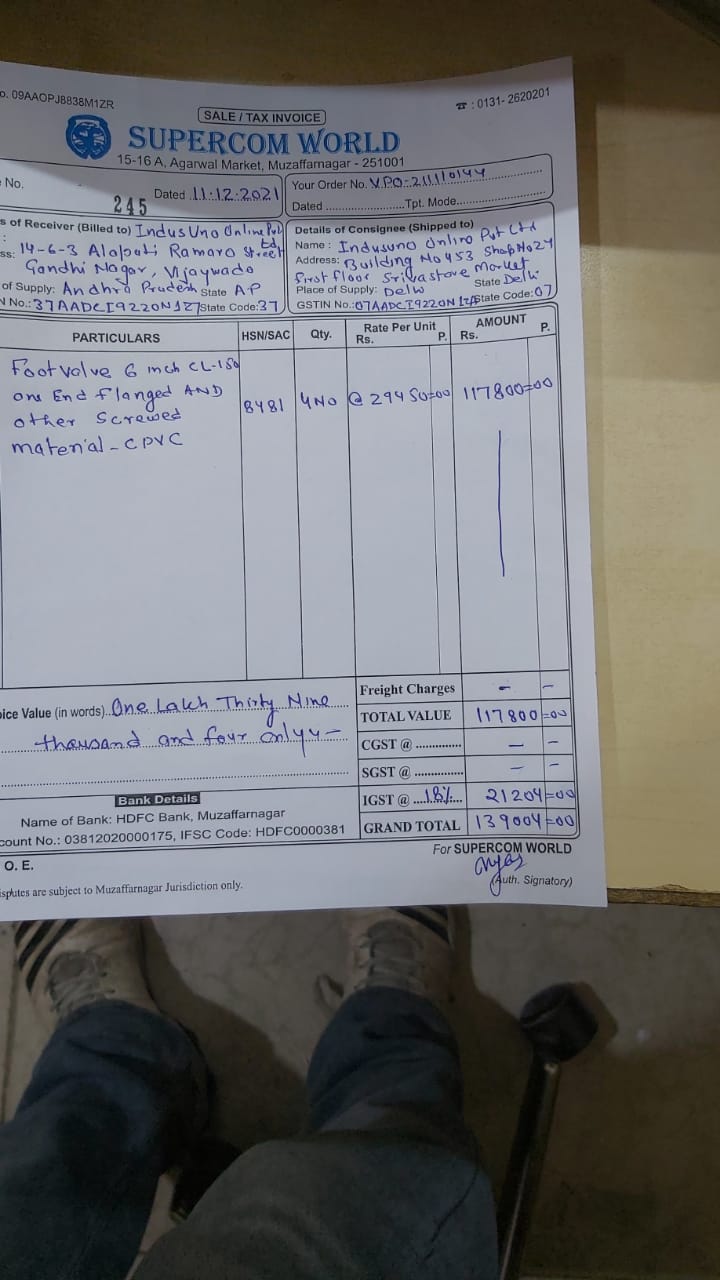 o. 09AAOPJ8838M1ZR
☎ : 0131- 2620201
SALE / TAX INVOICE
SUPERCOM WORLD
15-16 A, Agarwal Market, Muzaffarnagar - 251001
No.
245
Dated 11.12.2021
Your Order No. VPO-211110144
Dated ........................Tpt. Mode...........................
s of Receiver (Billed to) IndusUno Online Pvt
Ltd
ss: 14-6-3 Alapati Ramaro Street
Gandhi Nagar, Vijaywado
of Supply: Andhra Pradesh State AP
N No.: 37AADCI9220N1Z7 State Code: 37
Details of Consignee (Shipped to)
Name : Indusuno Online Pvt Ltd
Address: Building No 453 Shop No 24
First Floor Srivastava Market
Place of Supply: Delhi State Delhi
GSTIN No.: 07AADCI9220N State Code: 07
PARTICULARS HSN/SAC Qty. Rate Per Unit AMOUNT
Rs. P. Rs. P.
Foot valve 6 inch CL-150
one End flanged AND
8481 4No @ 29450=00 117800=00
other Screwed
material - CPVC
Freight Charges - -
oice Value (in words) One Lakh Thirty Nine
TOTAL VALUE 117800=00
thousand and four only
CGST @ .............. - -
SGST @ .............. - -
Bank Details
IGST @ ....18%.... 21204=00
Name of Bank: HDFC Bank, Muzaffarnagar
GRAND TOTAL 139004=00
count No.: 03812020000175, IFSC Code: HDFC0000381
O. E.
For SUPERCOM WORLD
(Auth. Signatory)
isputes are subject to Muzaffarnagar Jurisdiction only.